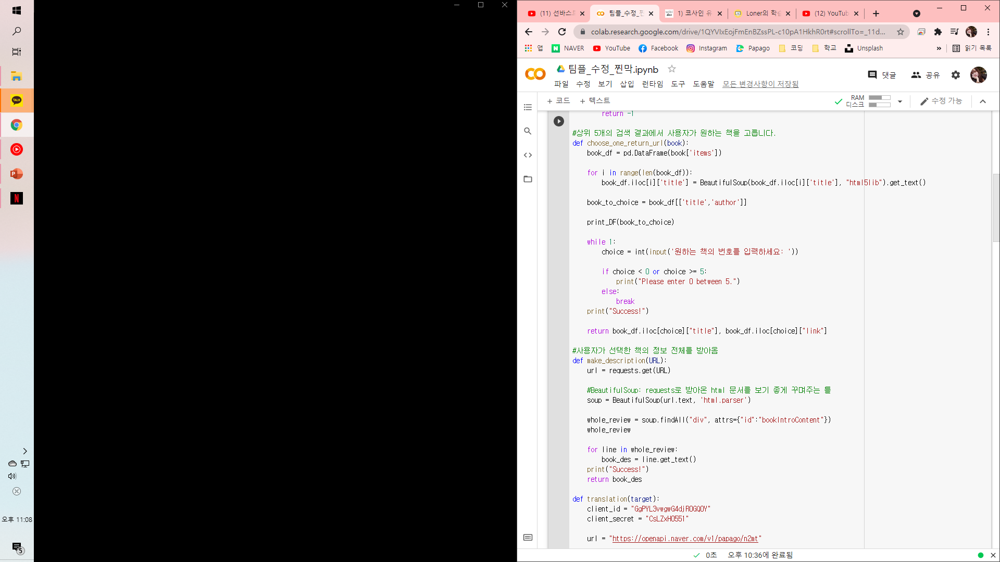 (11) 선바스트
팀플_수정_찐
1) 코사인 유
Loner의 학습
(12) YouTub
colab.research.google.com/drive/1QYVIxEojFmEnBZssPL-c10pA1HkhR0rt#scrollTo=_11d...
앱
NAVER
YouTube
Facebook
Instagram
Papago
코딩
학교
Unsplash
»
읽기 목록
팀플_수정_찐막.ipynb
댓글
공유
파일 수정 보기 삽입 런타임 도구 도움말 모든 변경사항이 저장됨
+ 코드 + 텍스트
RAM
디스크
수정 가능
return -1
#상위 5개의 검색 결과에서 사용자가 원하는 책을 고릅니다.
def choose_one_return_url(book):
book_df = pd.DataFrame(book['items'])
for i in range(len(book_df)):
book_df.iloc[i]['title'] = BeautifulSoup(book_df.iloc[i]['title'], "html5lib").get_text()
book_to_choice = book_df[['title','author']]
print_DF(book_to_choice)
while 1:
choice = int(input('원하는 책의 번호를 입력하세요: '))
if choice < 0 or choice >= 5:
print("Please enter 0 between 5.")
else:
break
print("Success!")
return book_df.iloc[choice]["title"], book_df.iloc[choice]["link"]
#사용자가 선택한 책의 정보 전체를 받아옴
def make_description(URL):
url = requests.get(URL)
#BeautifulSoup: requests로 받아온 html 문서를 보기 좋게 꾸며주는 틀
soup = BeautifulSoup(url.text, 'html.parser')
whole_review = soup.findAll("div", attrs={"id":"bookIntroContent"})
whole_review
for line in whole_review:
book_des = line.get_text()
print("Success!")
return book_des
def translation(target):
client_id = "GgPYL3vwgwG4djROGQOY"
client_secret = "CsLZxHO551"
url = "https://openapi.naver.com/v1/papago/n2mt"
0초 오후 10:36에 완료됨
TALK
오후 11:08
5